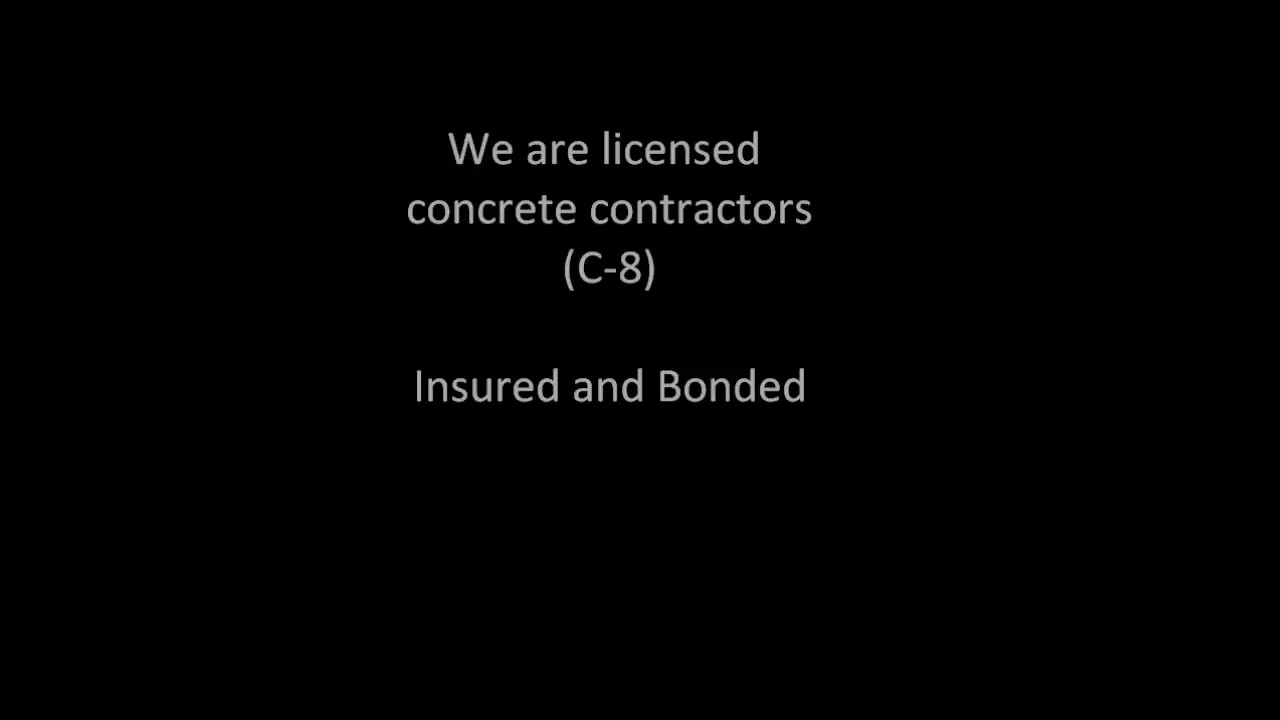 We are licensed
concrete contractors
(C-8)
Insured and Bonded